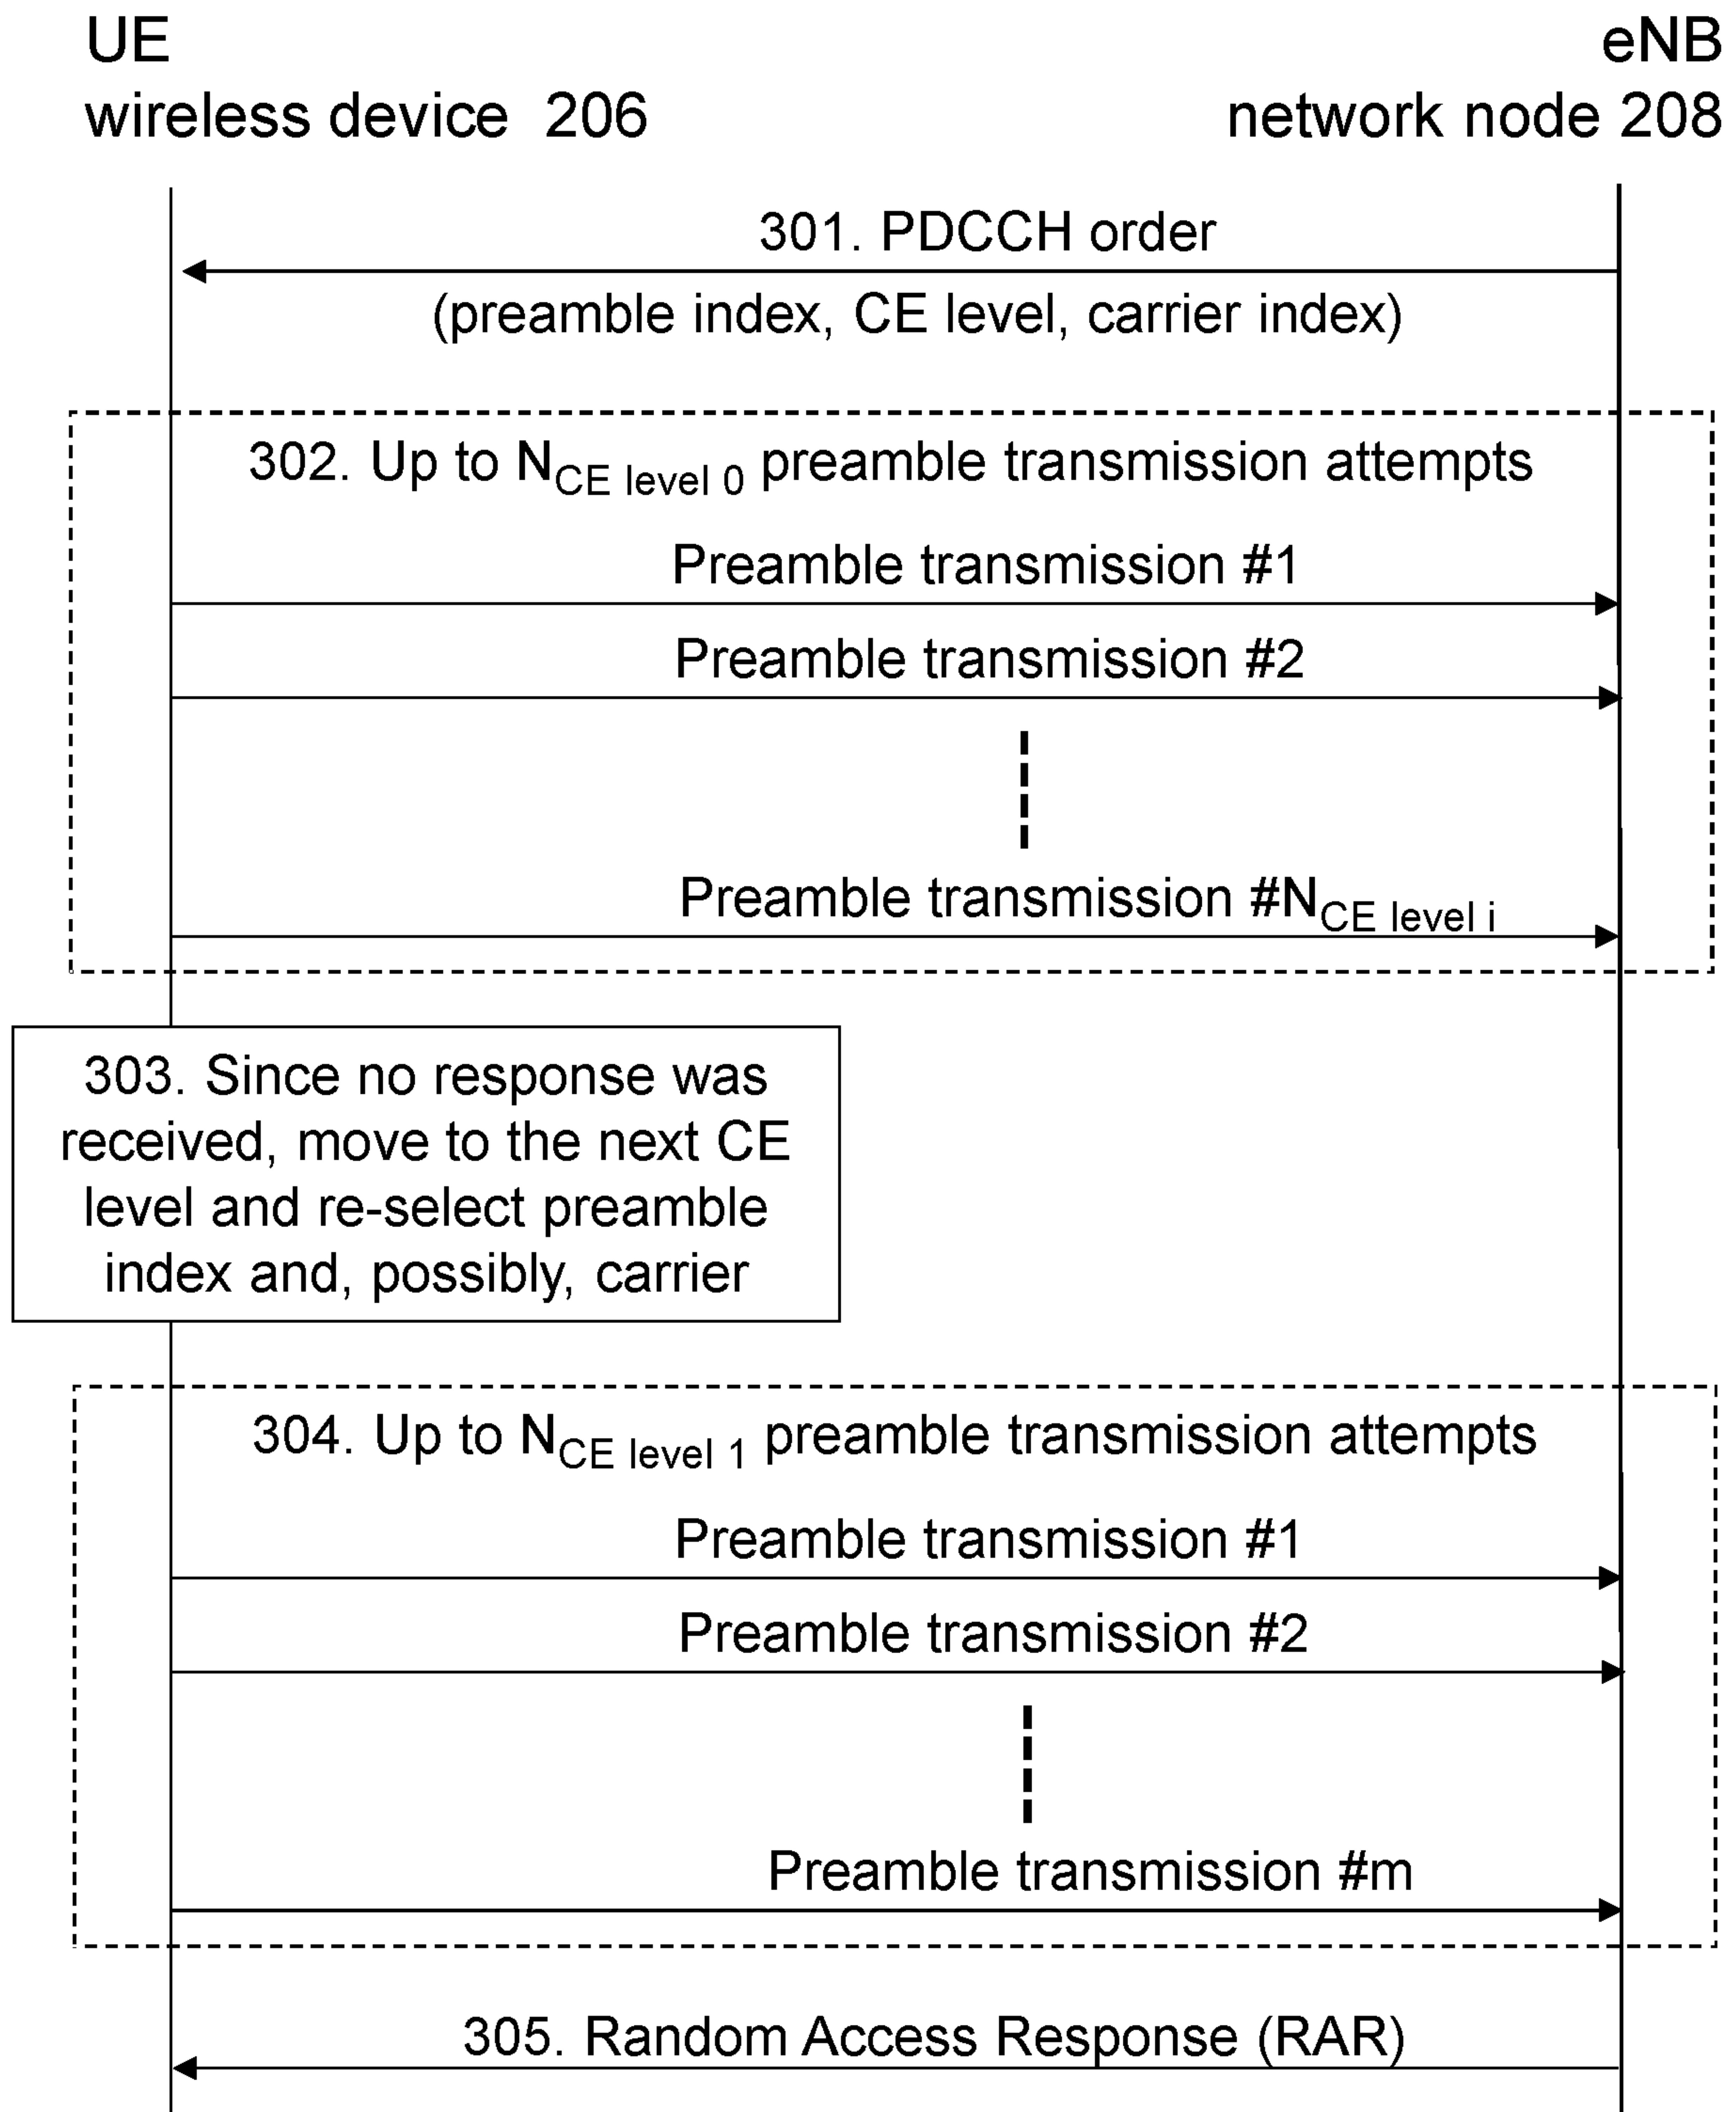 UE
wireless device 206
eNB
network node 208
301. PDCCH order
(preamble index, CE level, carrier index)
302. Up to N_CE level 0 preamble transmission attempts
Preamble transmission #1
Preamble transmission #2
Preamble transmission #N_CE level i
303. Since no response was
received, move to the next CE
level and re-select preamble
index and, possibly, carrier
304. Up to N_CE level 1 preamble transmission attempts
Preamble transmission #1
Preamble transmission #2
Preamble transmission #m
305. Random Access Response (RAR)